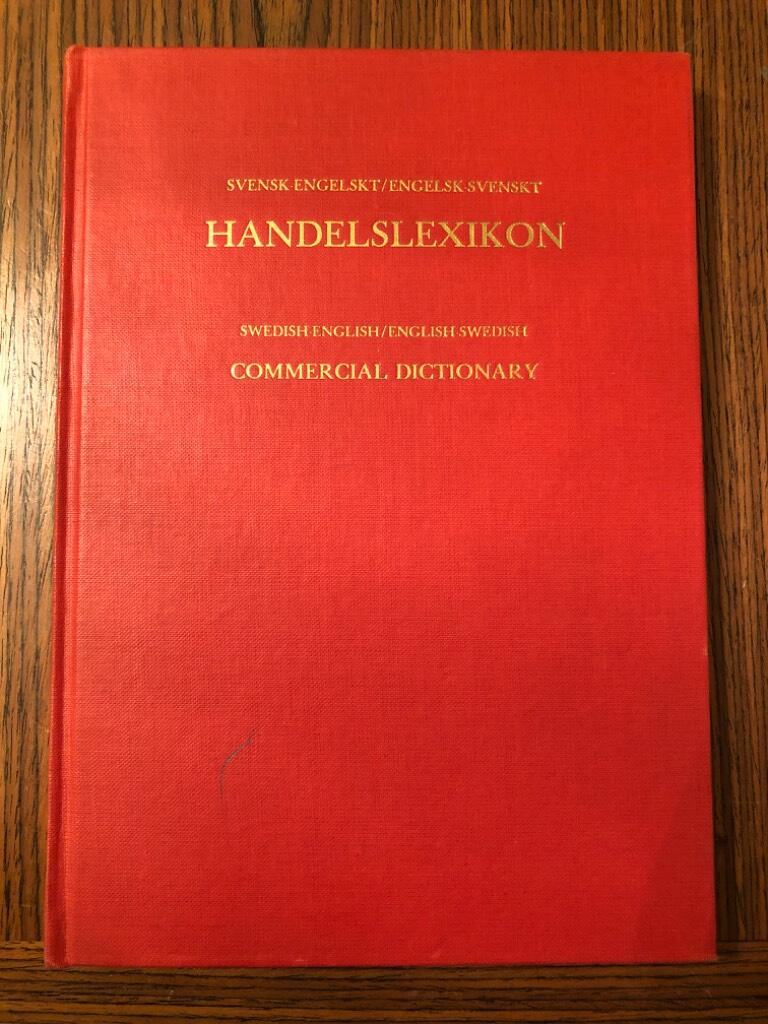 SVENSK-ENGELSKT/ENGELSK-SVENSKT
HANDELSLEXIKON
SWEDISH-ENGLISH/ENGLISH-SWEDISH
COMMERCIAL DICTIONARY